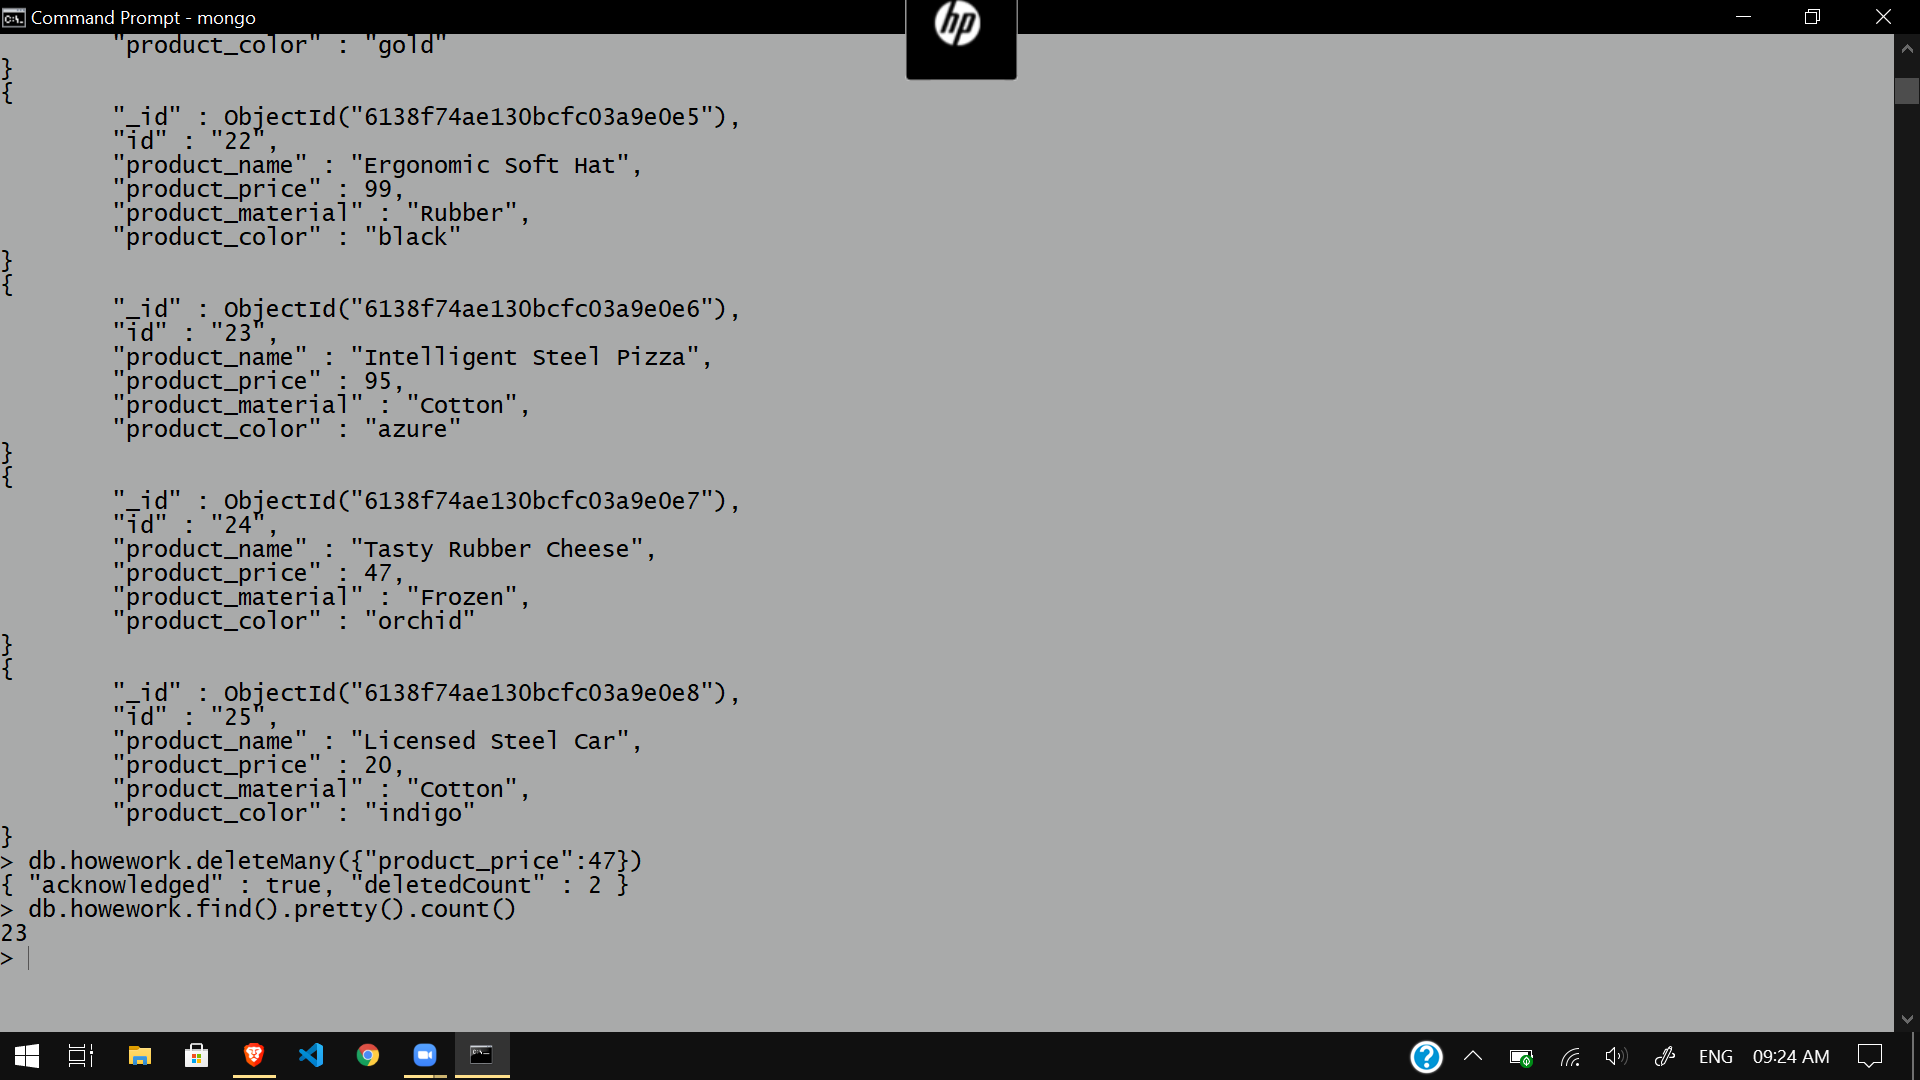 Command Prompt - mongo
hp
"product_color" : "gold"
}
{
"_id" : ObjectId("6138f74ae130bcfc03a9e0e5"),
"id" : "22",
"product_name" : "Ergonomic Soft Hat",
"product_price" : 99,
"product_material" : "Rubber",
"product_color" : "black"
}
{
"_id" : ObjectId("6138f74ae130bcfc03a9e0e6"),
"id" : "23",
"product_name" : "Intelligent Steel Pizza",
"product_price" : 95,
"product_material" : "Cotton",
"product_color" : "azure"
}
{
"_id" : ObjectId("6138f74ae130bcfc03a9e0e7"),
"id" : "24",
"product_name" : "Tasty Rubber Cheese",
"product_price" : 47,
"product_material" : "Frozen",
"product_color" : "orchid"
}
{
"_id" : ObjectId("6138f74ae130bcfc03a9e0e8"),
"id" : "25",
"product_name" : "Licensed Steel Car",
"product_price" : 20,
"product_material" : "Cotton",
"product_color" : "indigo"
}
> db.howework.deleteMany({"product_price":47})
{ "acknowledged" : true, "deletedCount" : 2 }
> db.howework.find().pretty().count()
23
>
ENG 09:24 AM